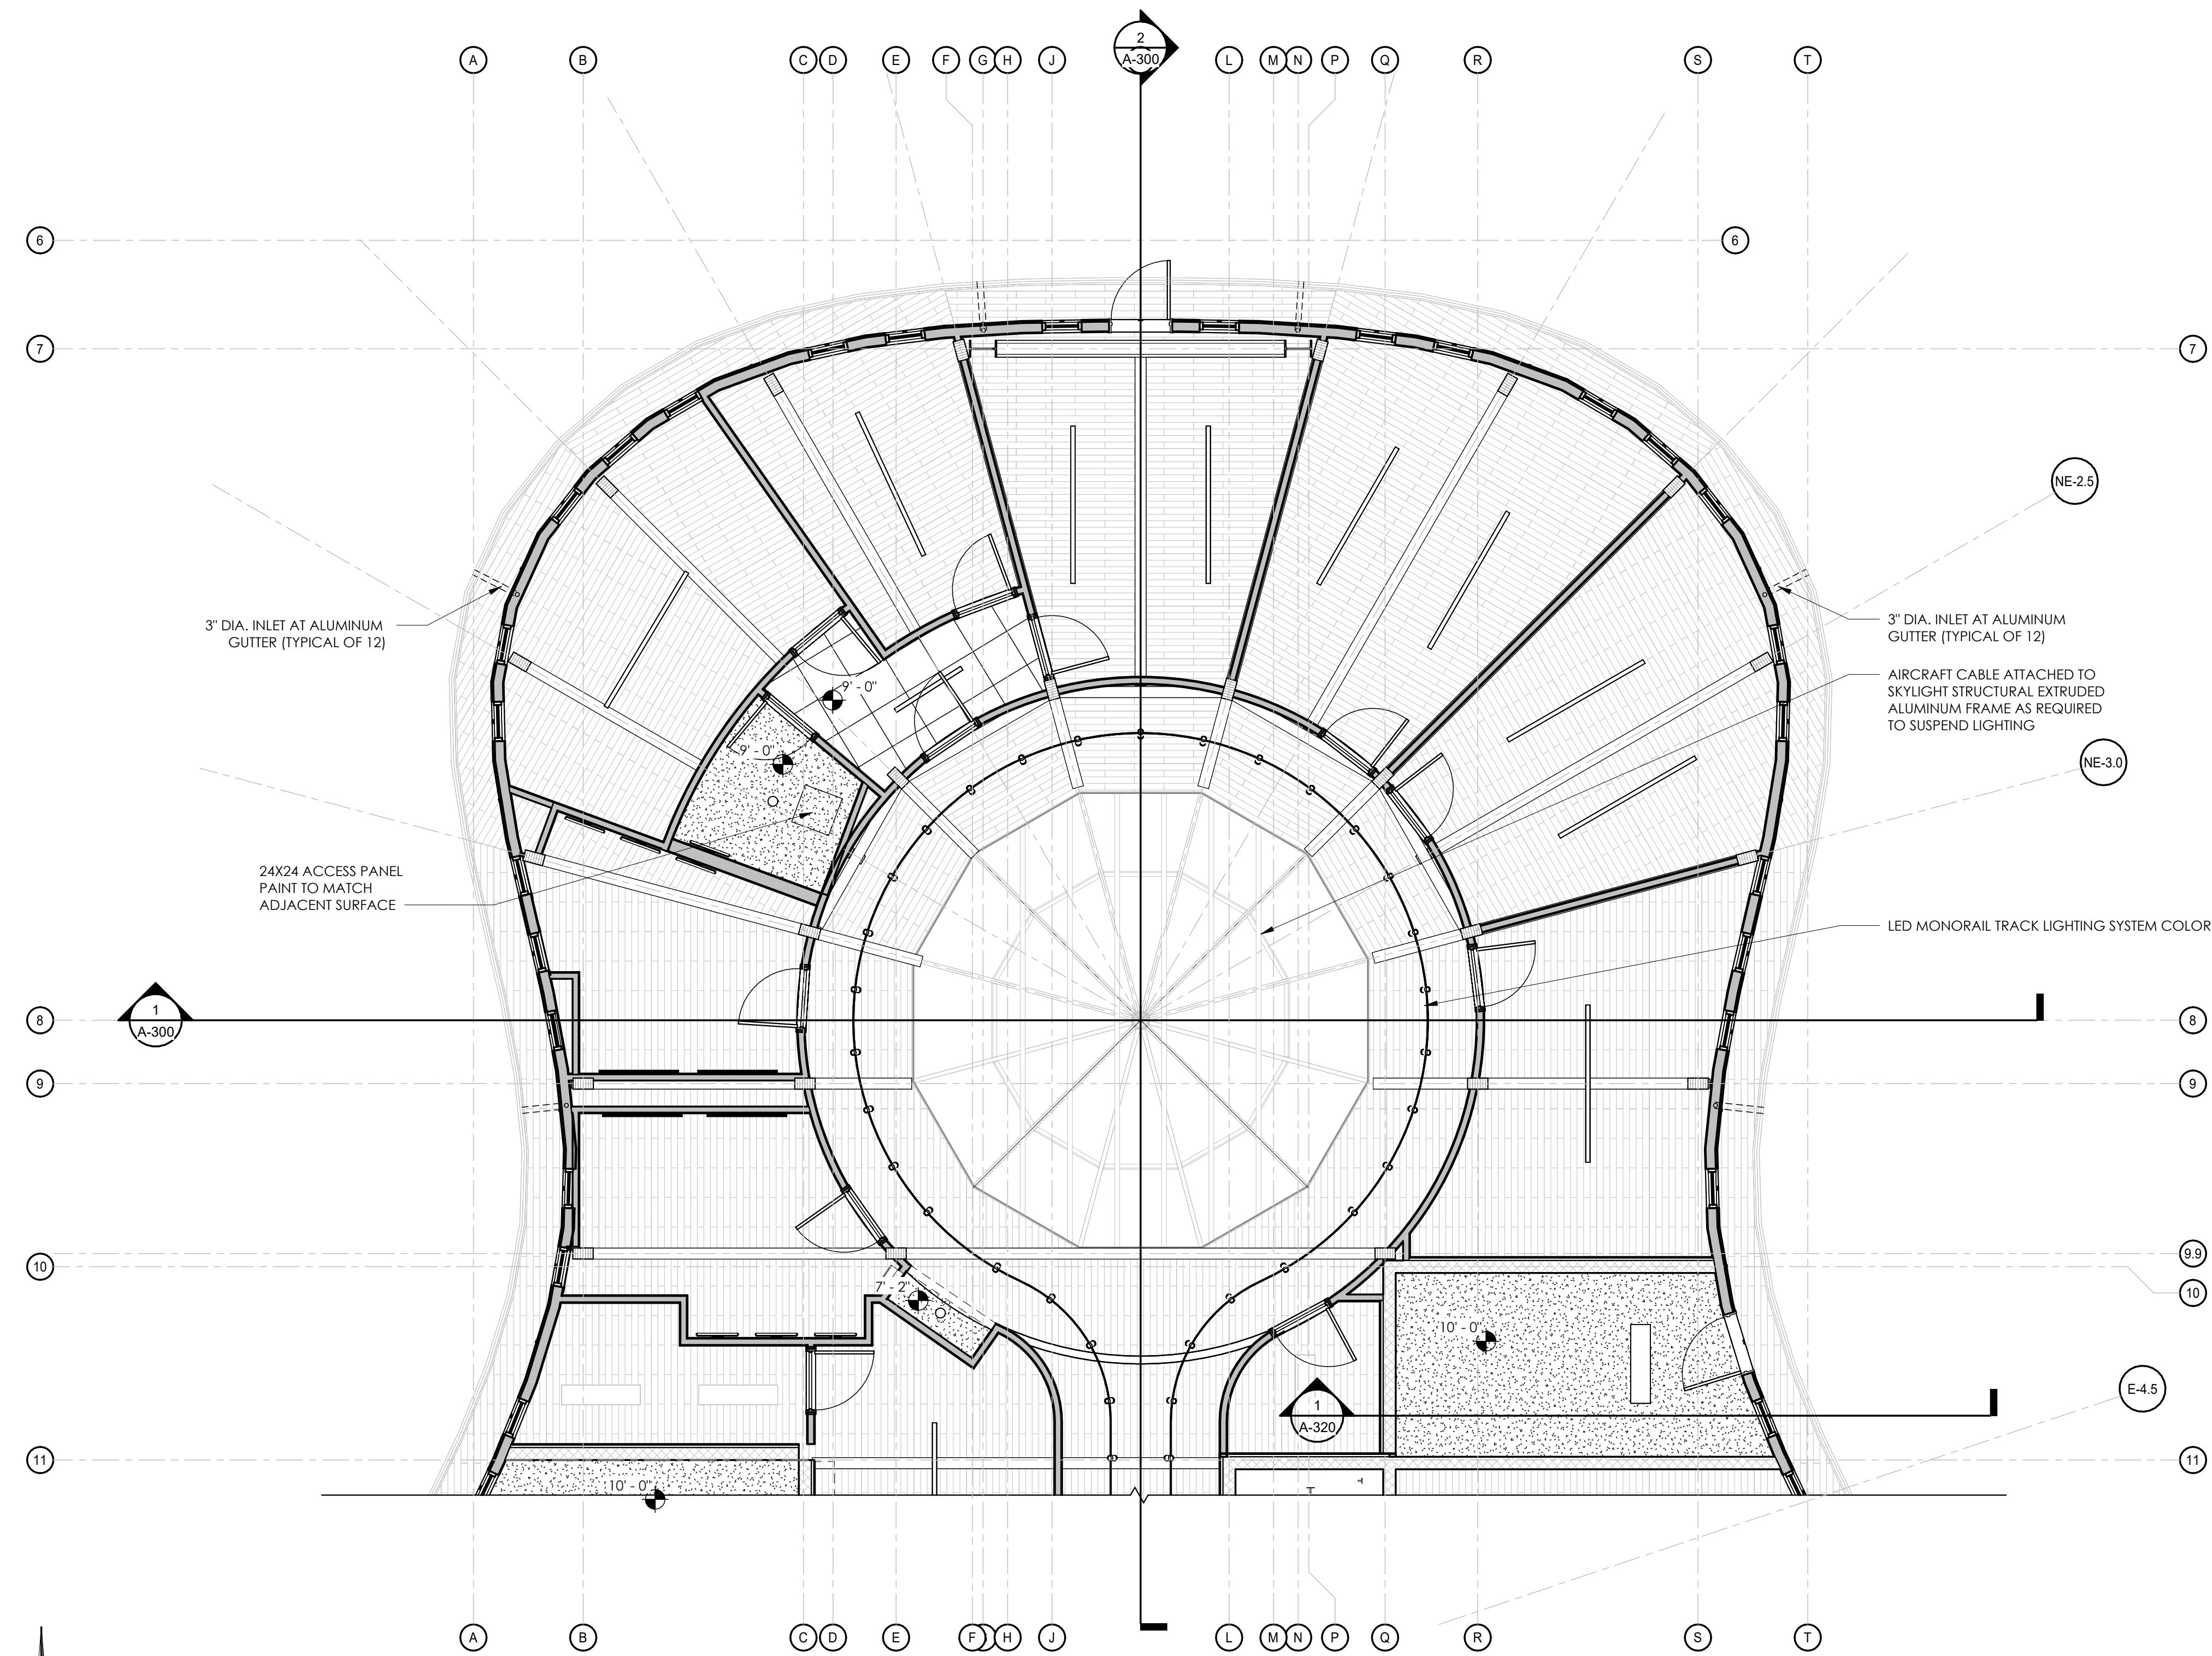 2
A-300
A B C D E F G H J L M N P Q R S T
6 6
7 7
NE-2.5
3" DIA. INLET AT ALUMINUM
GUTTER (TYPICAL OF 12)
3" DIA. INLET AT ALUMINUM
GUTTER (TYPICAL OF 12)
AIRCRAFT CABLE ATTACHED TO
SKYLIGHT STRUCTURAL EXTRUDED
ALUMINUM FRAME AS REQUIRED
TO SUSPEND LIGHTING
9' - 0"
9' - 0"
NE-3.0
24X24 ACCESS PANEL
PAINT TO MATCH
ADJACENT SURFACE
LED MONORAIL TRACK LIGHTING SYSTEM COLOR
1
A-300
8 8
9 9
9.9
10 10
7' - 2"
10' - 0"
E-4.5
1
A-320
11 11
10' - 0"
A B C D E F H J L M N P Q R S T